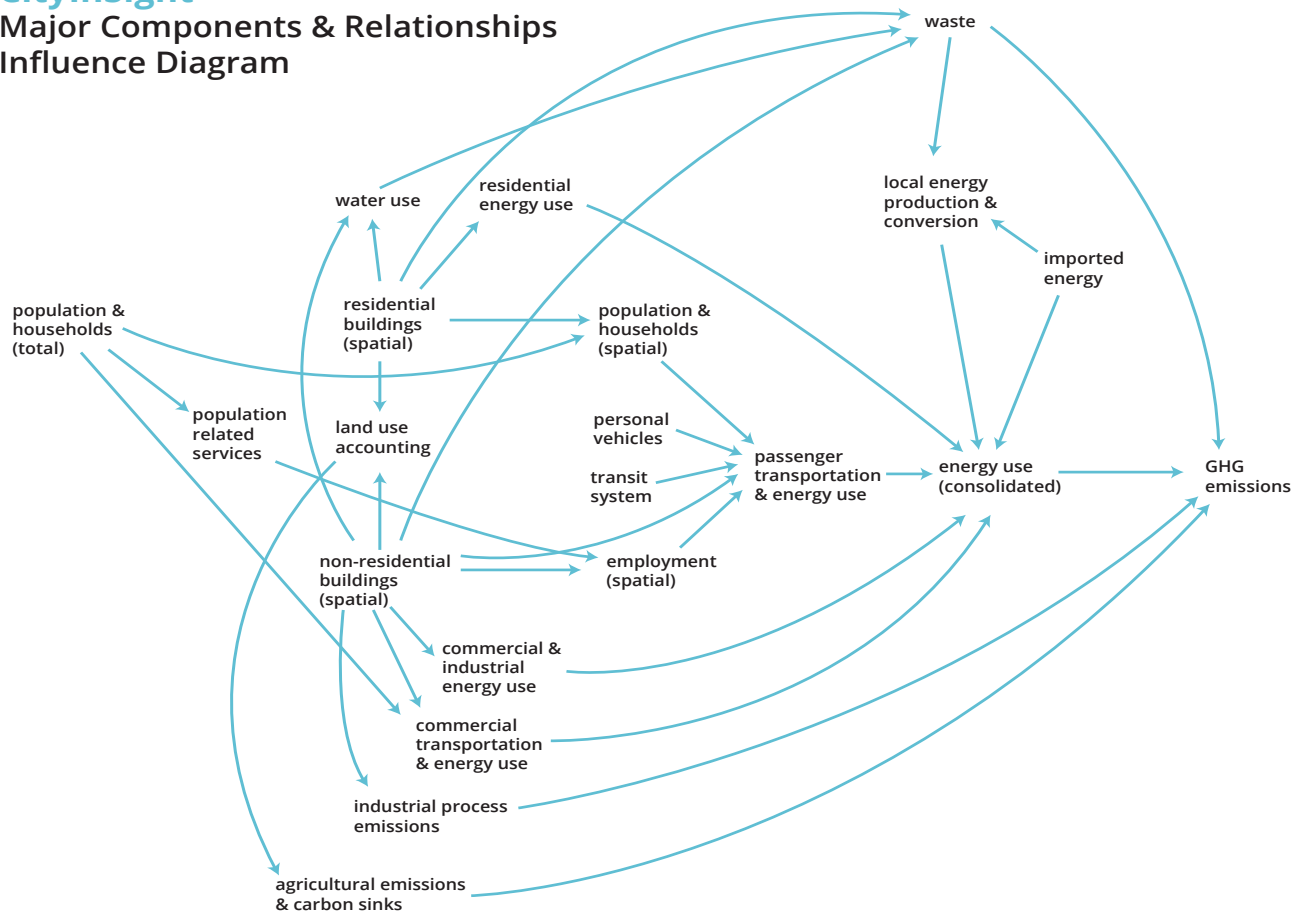 CityInsight
Major Components & Relationships
Influence Diagram
waste
water use
residential
energy use
local energy
production &
conversion
imported
energy
population &
households
(total)
residential
buildings
(spatial)
population &
households
(spatial)
population
related
services
land use
accounting
personal
vehicles
transit
system
passenger
transportation
& energy use
energy use
(consolidated)
GHG
emissions
non-residential
buildings
(spatial)
employment
(spatial)
commercial &
industrial
energy use
commercial
transportation
& energy use
industrial process
emissions
agricultural emissions
& carbon sinks